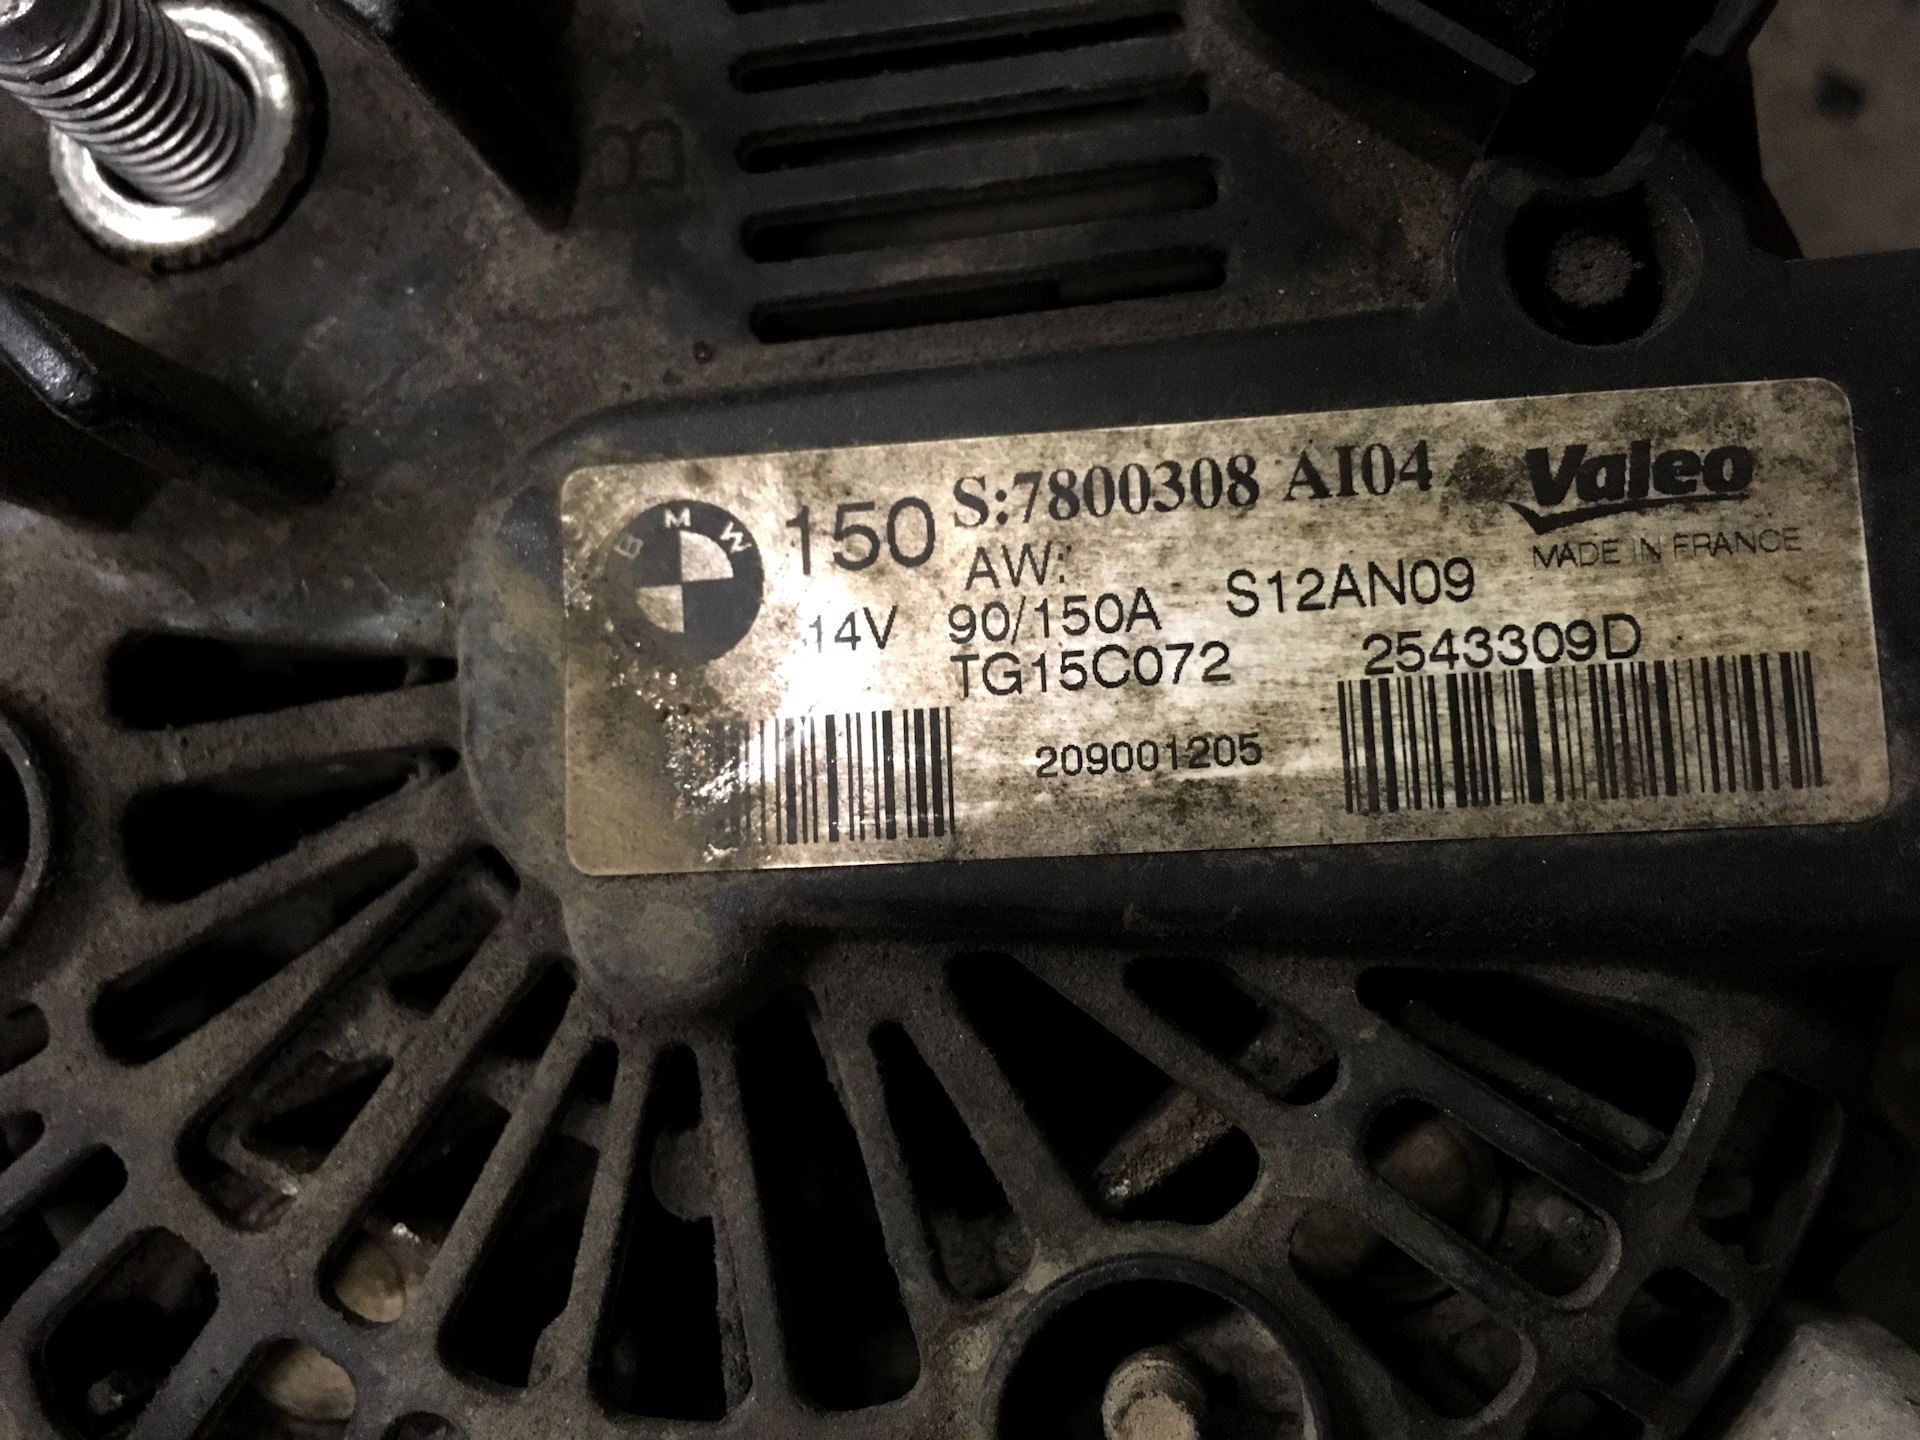 B
B M W
150
S:7800308 AI04
Valeo
MADE IN FRANCE
AW:
14V 90/150A S12AN09
TG15C072 2543309D
209001205